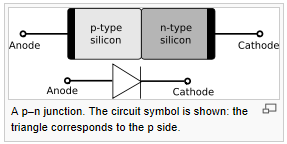 p-type
silicon
n-type
silicon
Anode
Cathode
Anode
Cathode
A p–n junction. The circuit symbol is shown: the
triangle corresponds to the p side.